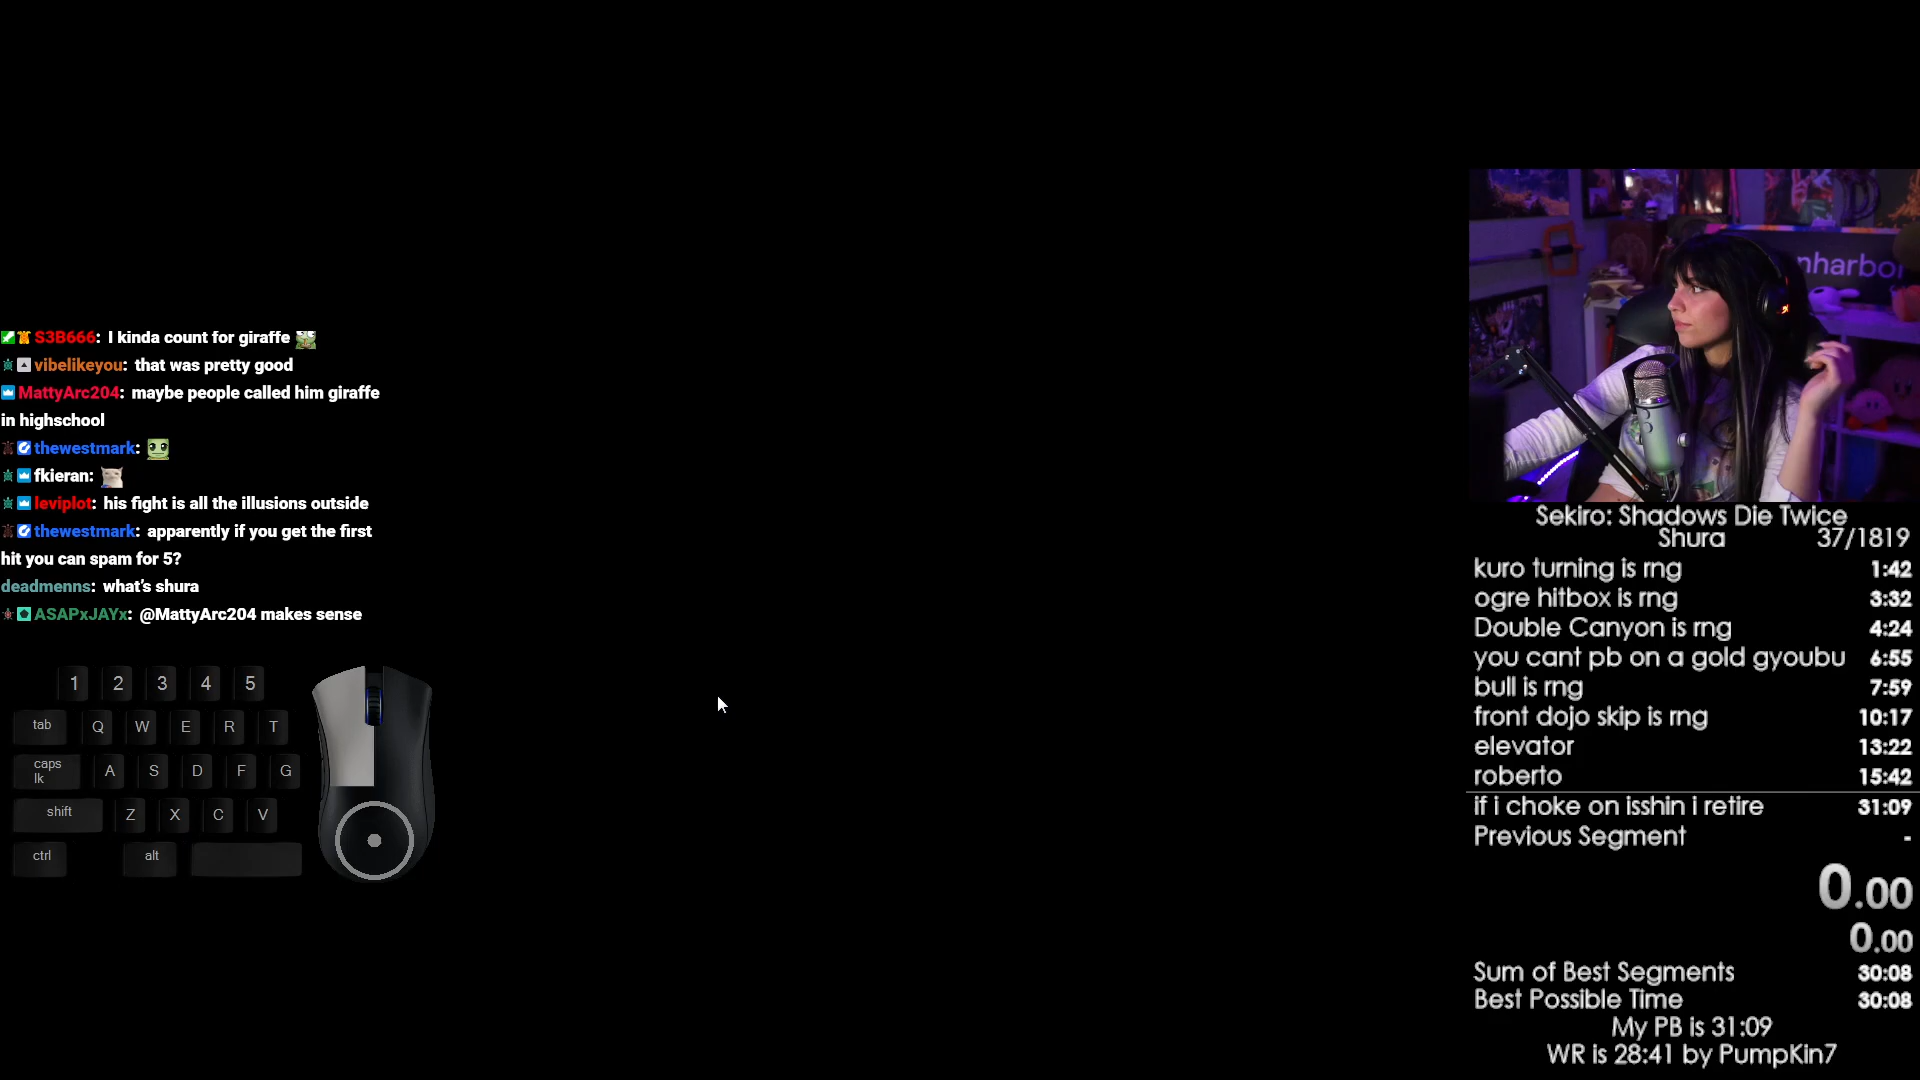 S3B666: I kinda count for giraffe
vibelikeyou: that was pretty good
MattyArc204: maybe people called him giraffe
in highschool
thewestmark:
fkieran:
leviplot: his fight is all the illusions outside
thewestmark: apparently if you get the first
hit you can spam for 5?
deadmenns: what's shura
ASAPxJAYx: @MattyArc204 makes sense
1 2 3 4 5
tab Q W E R T
caps
lk A S D F G
shift Z X C V
ctrl alt
nharbor
Sekiro: Shadows Die Twice
Shura 37/1819
kuro turning is rng 1:42
ogre hitbox is rng 3:32
Double Canyon is rng 4:24
you cant pb on a gold gyoubu 6:55
bull is rng 7:59
front dojo skip is rng 10:17
elevator 13:22
roberto 15:42
if i choke on isshin i retire 31:09
Previous Segment -
0.00
0.00
Sum of Best Segments 30:08
Best Possible Time 30:08
My PB is 31:09
WR is 28:41 by PumpKin7